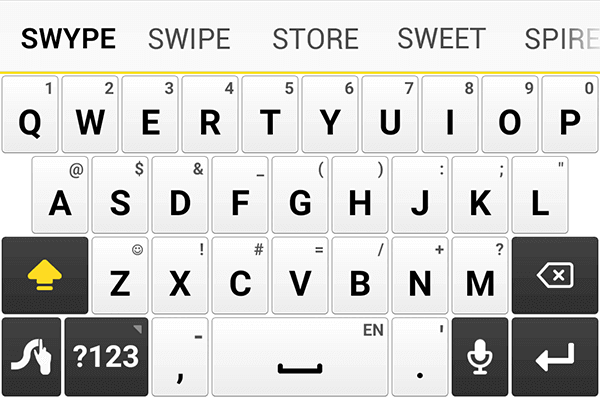 SWYPE SWIPE STORE SWEET SPIRE
1 2 3 4 5 6 7 8 9 0
Q W E R T Y U I O P
@ $ & _ ( ) : ; "
A S D F G H J K L
☺ ! # = / + ?
Z X C V B N M
- EN '
?123 , .